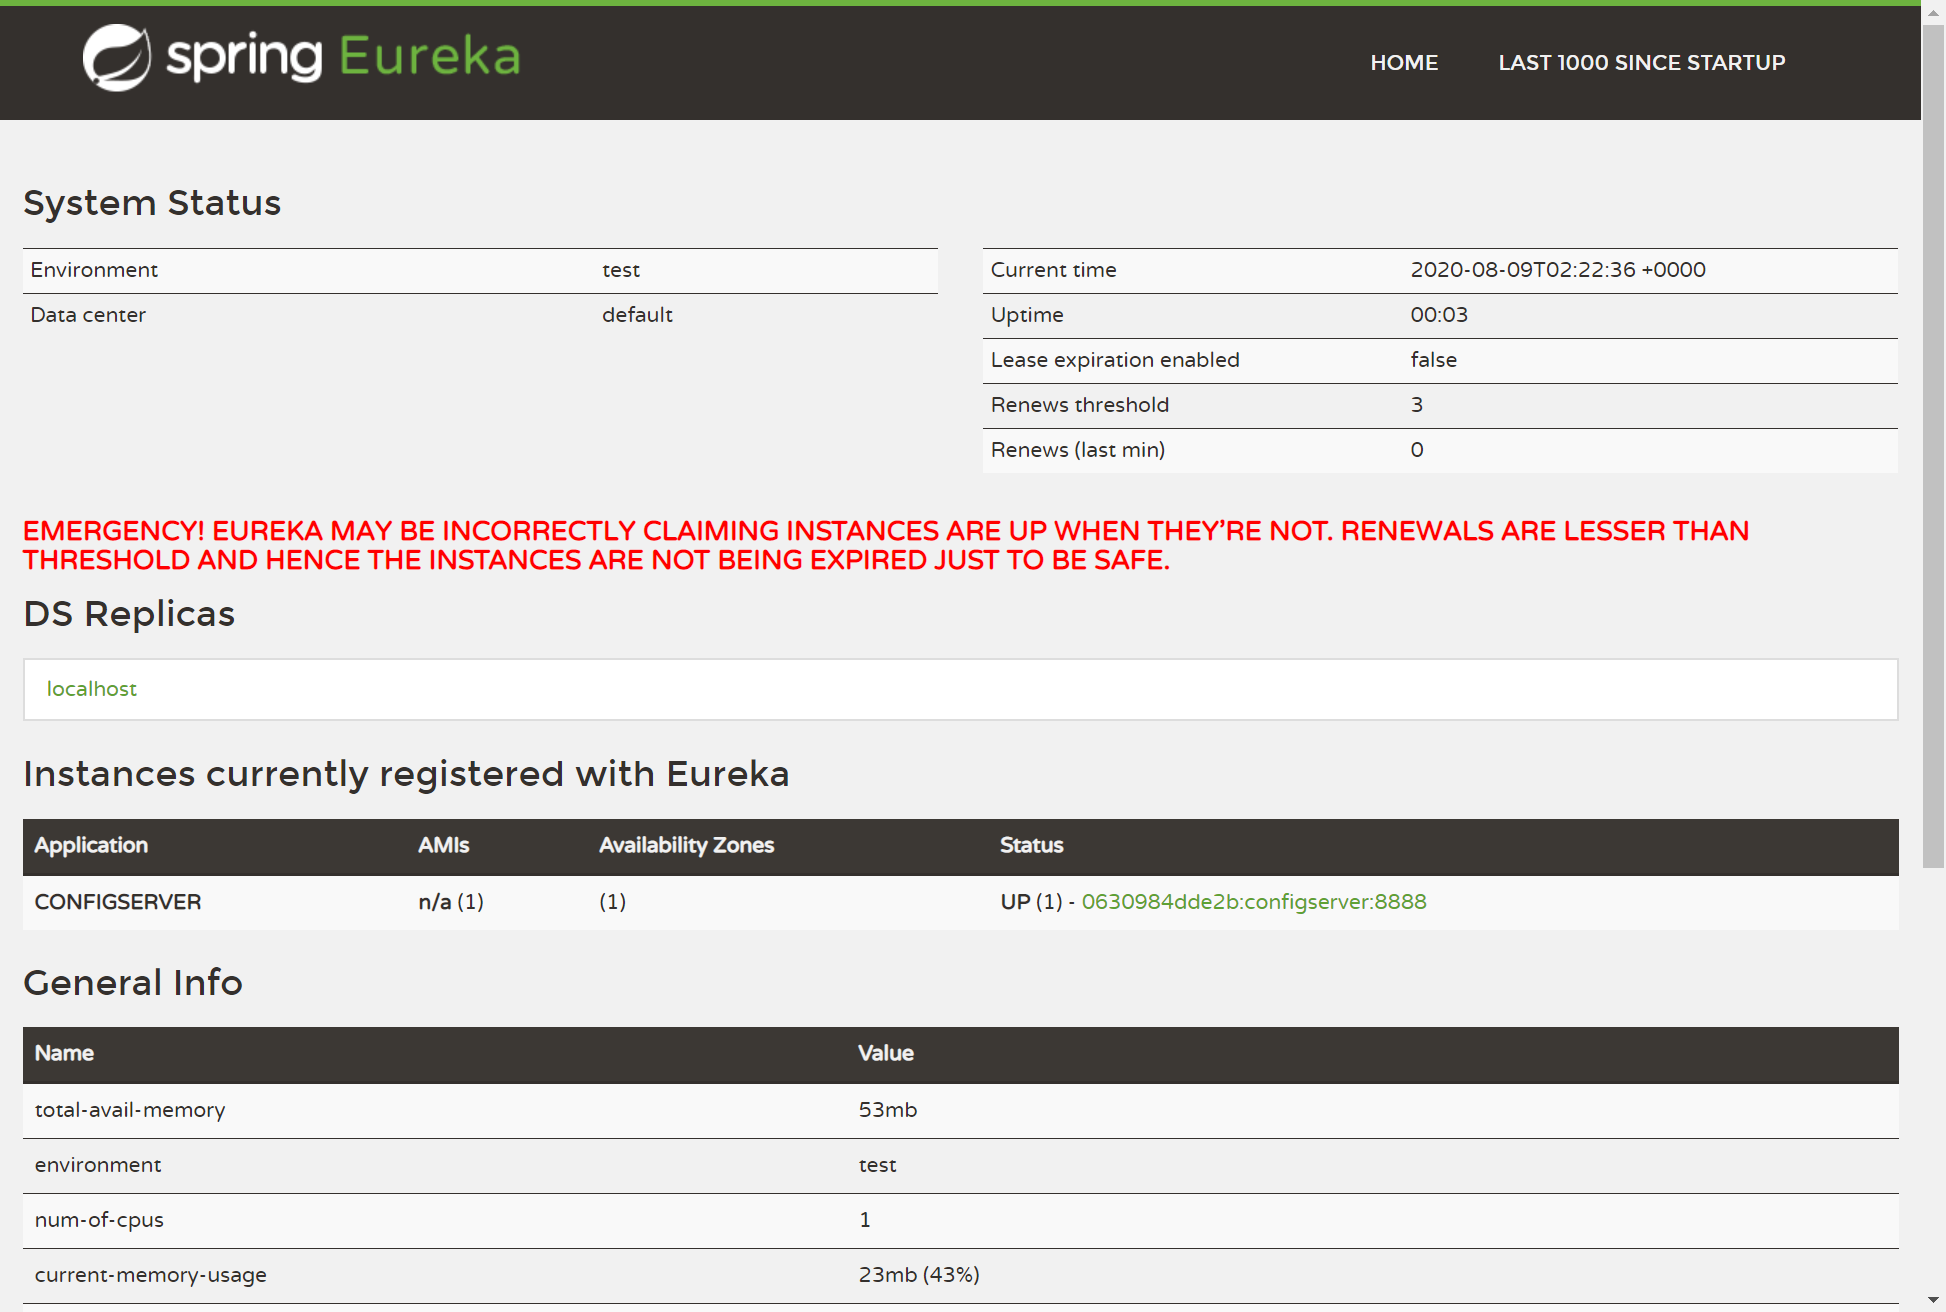 spring Eureka
HOME LAST 1000 SINCE STARTUP
System Status
Environment test
Data center default
Current time 2020-08-09T02:22:36 +0000
Uptime 00:03
Lease expiration enabled false
Renews threshold 3
Renews (last min) 0
EMERGENCY! EUREKA MAY BE INCORRECTLY CLAIMING INSTANCES ARE UP WHEN THEY’RE NOT. RENEWALS ARE LESSER THAN
THRESHOLD AND HENCE THE INSTANCES ARE NOT BEING EXPIRED JUST TO BE SAFE.
DS Replicas
localhost
Instances currently registered with Eureka
Application AMIs Availability Zones Status
CONFIGSERVER n/a (1) (1) UP (1) - 0630984dde2b:configserver:8888
General Info
Name Value
total-avail-memory 53mb
environment test
num-of-cpus 1
current-memory-usage 23mb (43%)